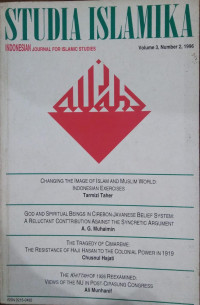 STUDIA ISLAMIKA
INDONESIAN JOURNAL FOR ISLAMIC STUDIES
Volume 3, Number 2, 1996
CHANGING THE IMAGE OF ISLAM AND MUSLIM WORLD:
INDONESIAN EXERCISES
Tarmizi Taher
GOD AND SPIRITUAL BEINGS IN CIREBON-JAVANESE BELIEF SYSTEM:
A RELUCTANT CONTRIBUTION AGAINST THE SYNCRETIC ARGUMENT
A. G. Muhaimin
THE TRAGEDY OF CIMAREME:
THE RESISTANCE OF HAJI HASAN TO THE COLONIAL POWER IN 1919
Chusnul Hajati
THE KHITTAH OF 1926 REEXAMINED:
VIEWS OF THE NU IN POST-CIPASUNG CONGRESS
Ali Munhanif